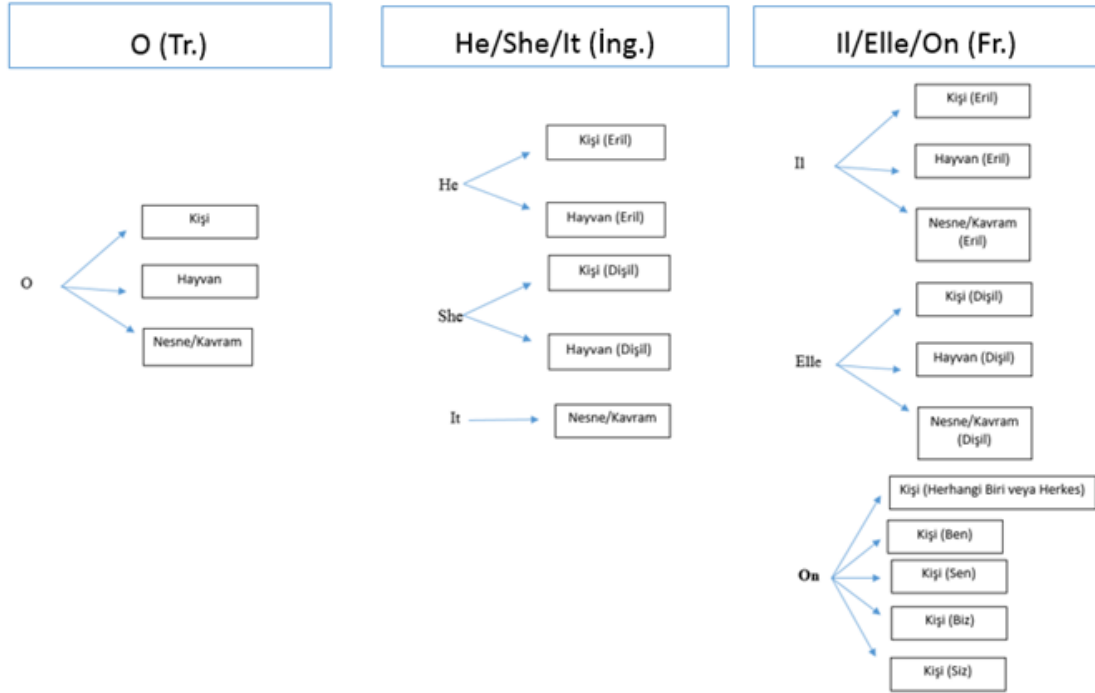 O (Tr.)
O
Kişi
Hayvan
Nesne/Kavram
He/She/It (İng.)
He
Kişi (Eril)
Hayvan (Eril)
She
Kişi (Dişil)
Hayvan (Dişil)
It
Nesne/Kavram
Il/Elle/On (Fr.)
Il
Kişi (Eril)
Hayvan (Eril)
Nesne/Kavram
(Eril)
Elle
Kişi (Dişil)
Hayvan (Dişil)
Nesne/Kavram
(Dişil)
On
Kişi (Herhangi Biri veya Herkes)
Kişi (Ben)
Kişi (Sen)
Kişi (Biz)
Kişi (Siz)